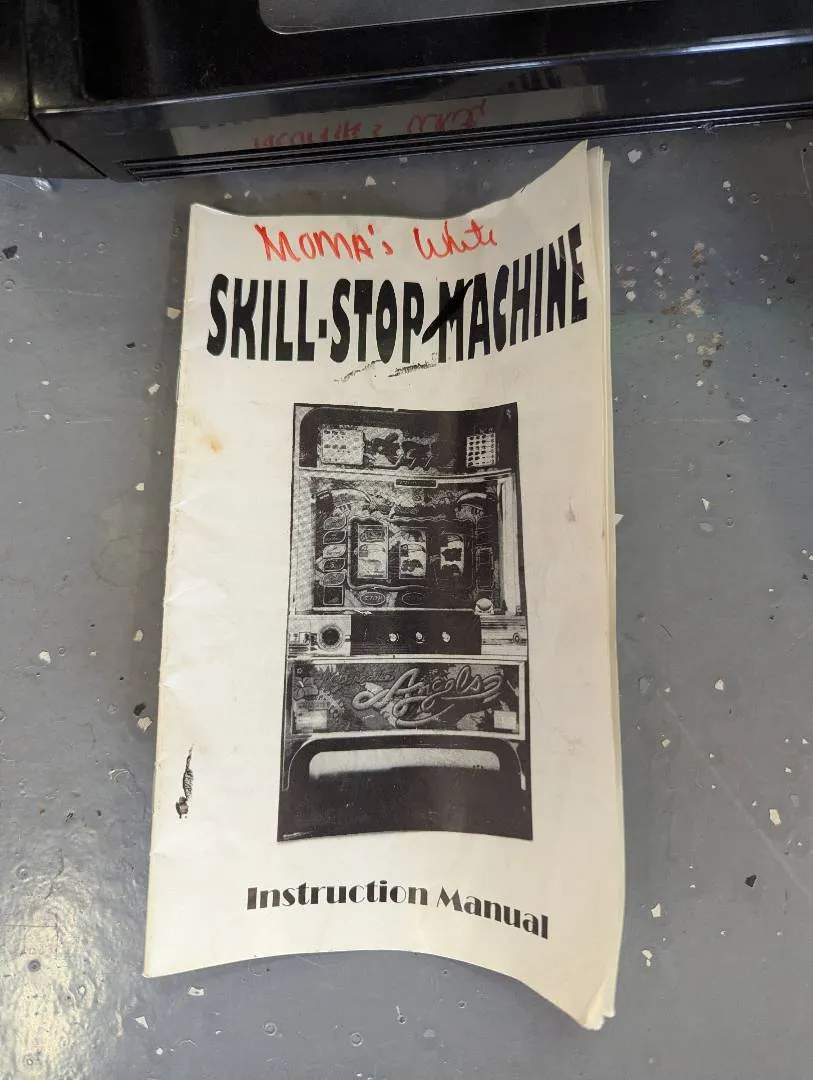 MOMA's White
SKILL-STOP MACHINE
Angels
Instruction Manual